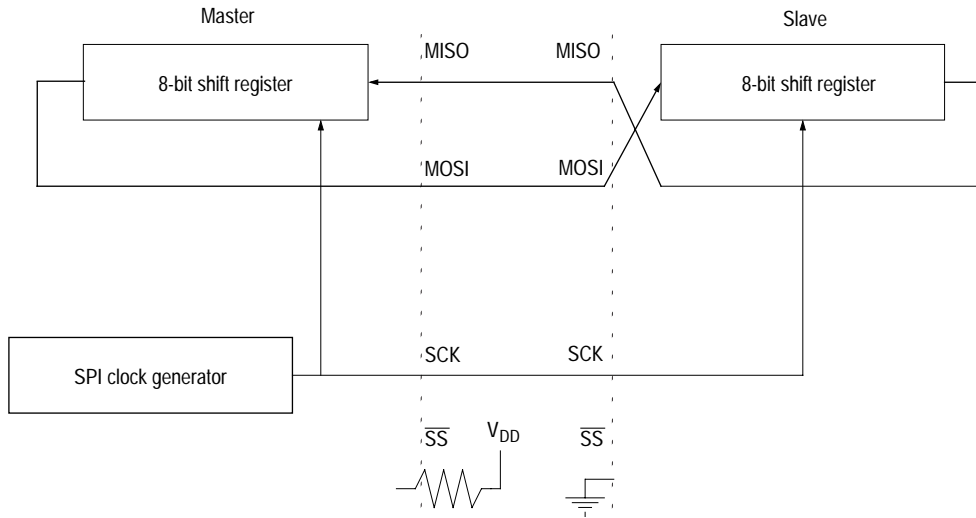 Master
Slave
8-bit shift register
MISO
MISO
8-bit shift register
MOSI
MOSI
SPI clock generator
SCK
SCK
SS
VDD
SS